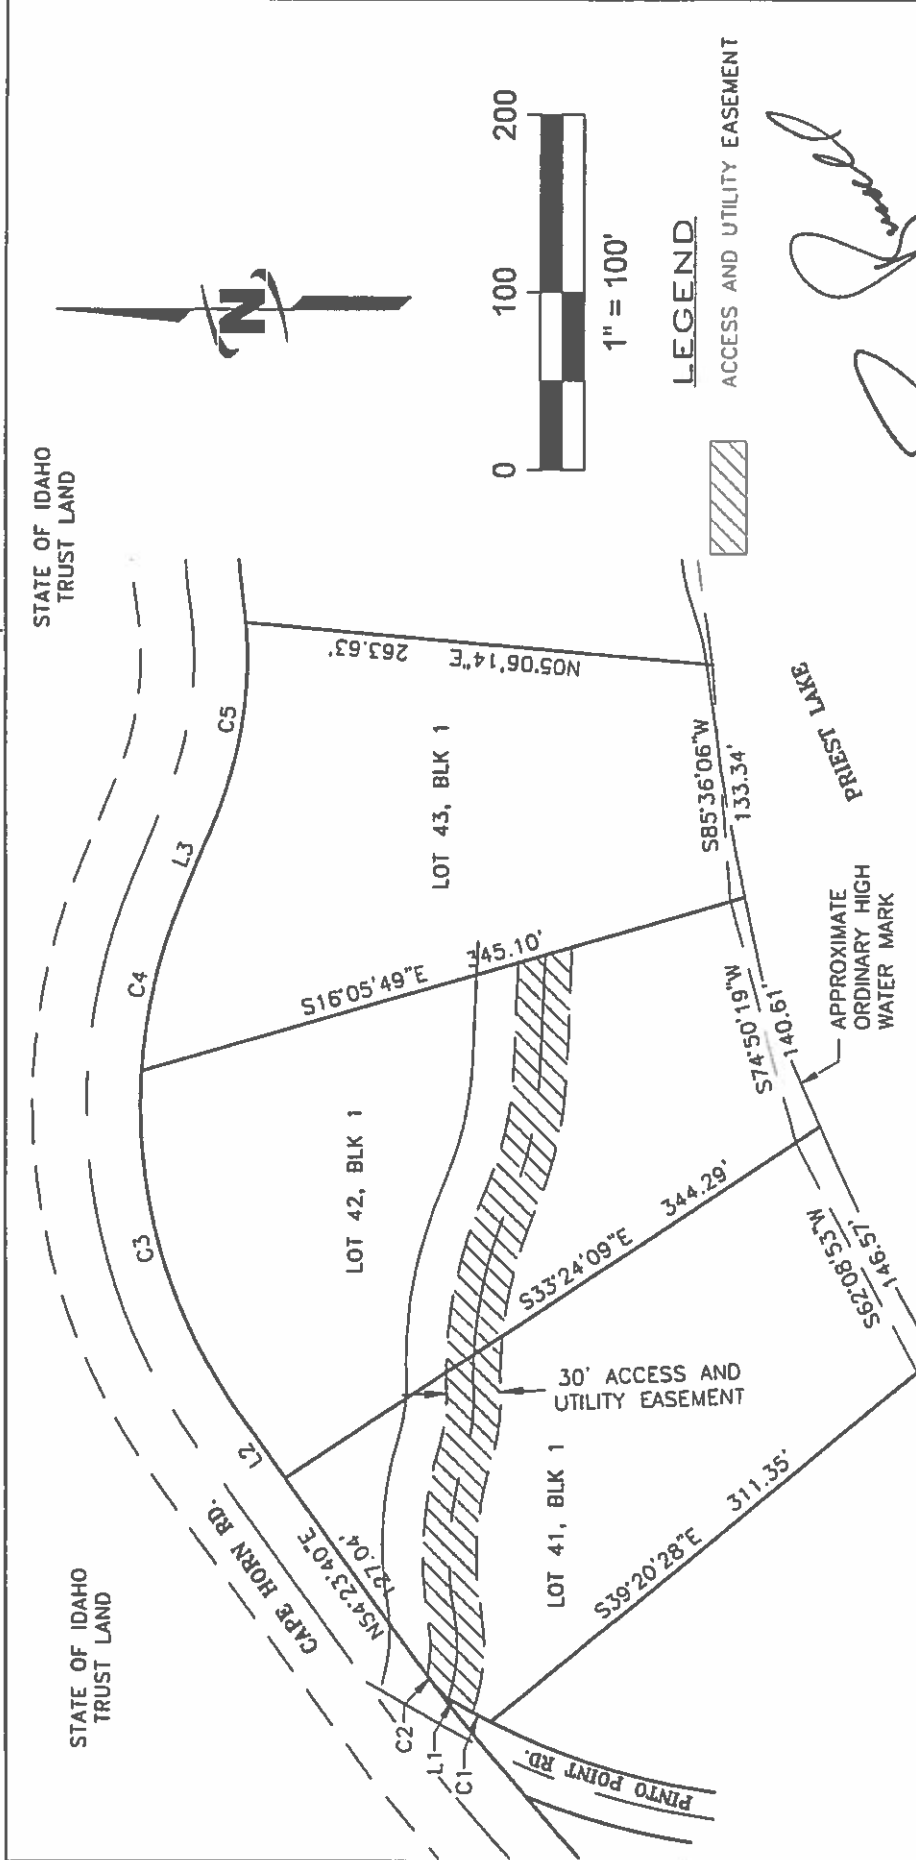 STATE OF IDAHO
TRUST LAND
STATE OF IDAHO
TRUST LAND
CAPE HORN RD.
N54°23'40"E
127.04'
L2
C3
C4
L3
C5
C2
L1
C1
PINTO POINT RD.
LOT 41, BLK 1
LOT 42, BLK 1
LOT 43, BLK 1
S39°20'28"E 311.35'
S33°24'09"E 344.29'
S16°05'49"E 345.10'
N05°06'14"E 263.63'
30' ACCESS AND
UTILITY EASEMENT
S62°08'53"W
146.57'
S74°50'19"W
140.61'
S85°36'06"W
133.34'
APPROXIMATE
ORDINARY HIGH
WATER MARK
PRIEST LAKE
N
0 100 200
1" = 100'
LEGEND
ACCESS AND UTILITY EASEMENT